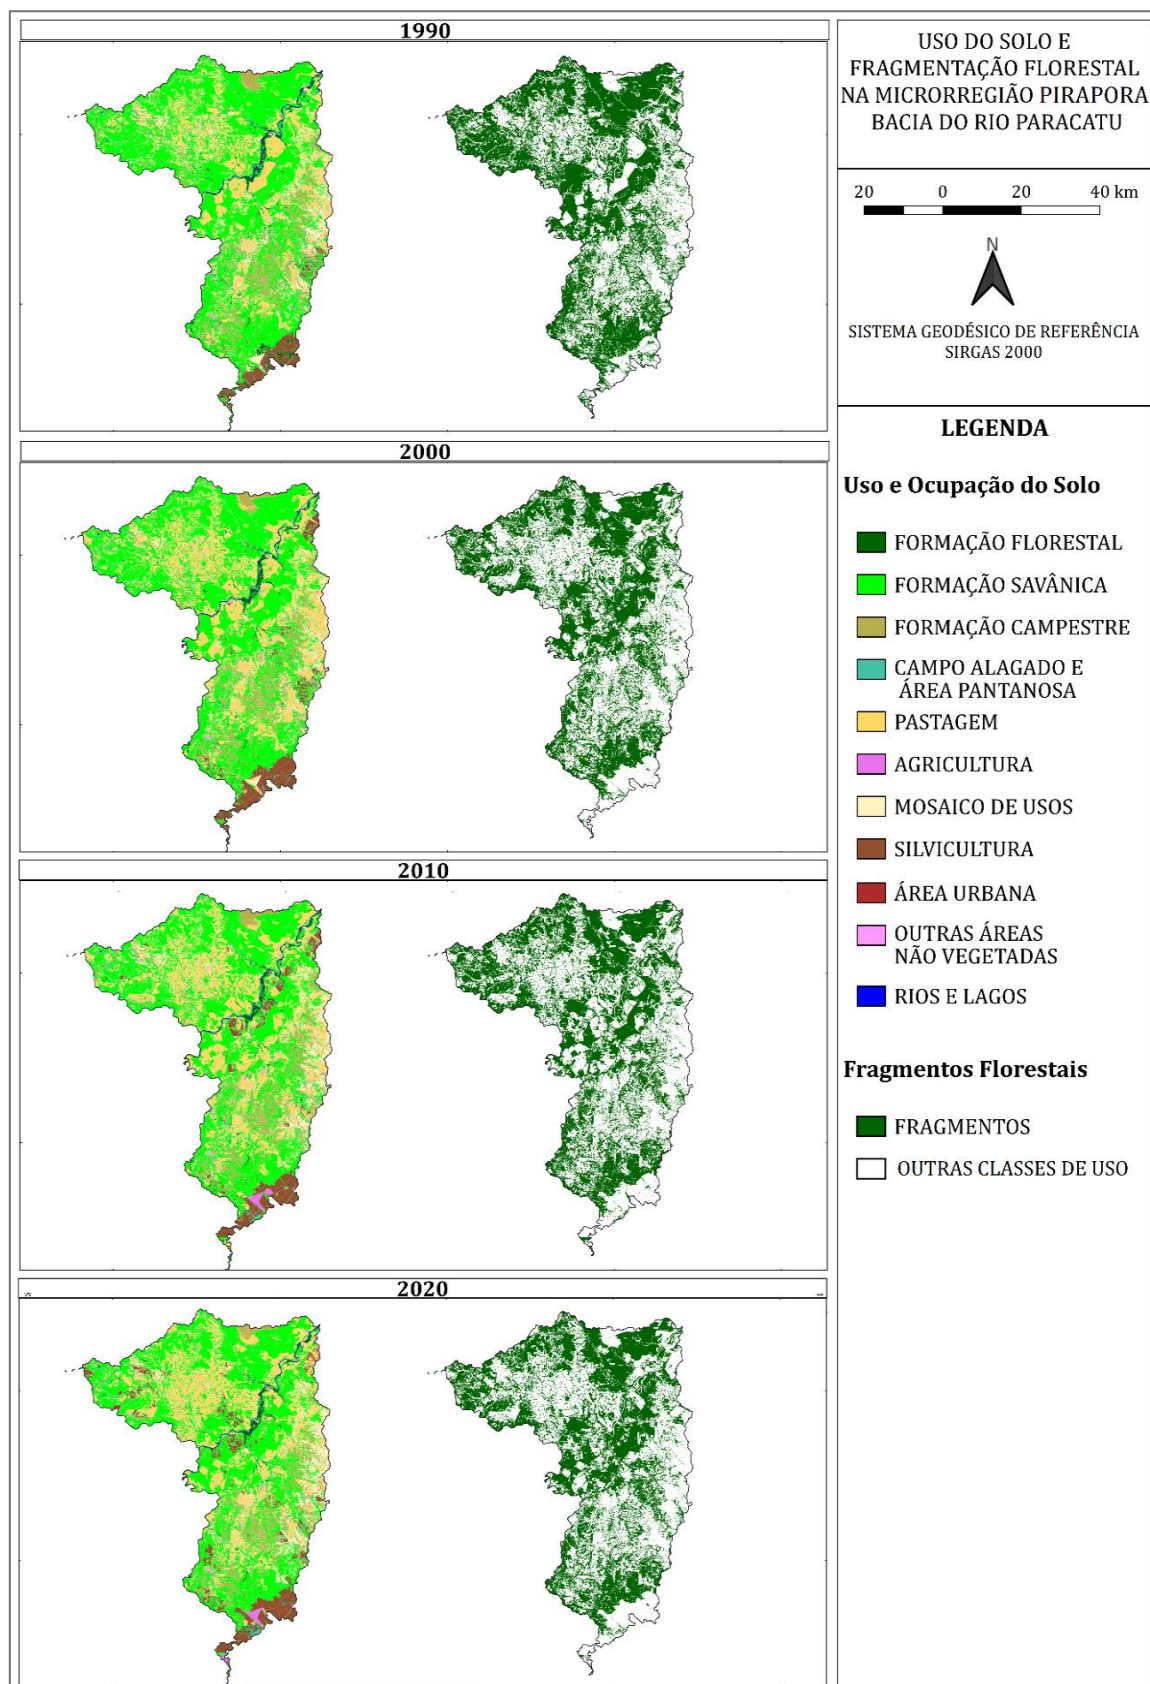 1990
2000
2010
2020
USO DO SOLO E
FRAGMENTAÇÃO FLORESTAL
NA MICRORREGIÃO PIRAPORA
BACIA DO RIO PARACATU
20 0 20 40 km
N
SISTEMA GEODÉSICO DE REFERÊNCIA
SIRGAS 2000
LEGENDA
Uso e Ocupação do Solo
FORMAÇÃO FLORESTAL
FORMAÇÃO SAVÂNICA
FORMAÇÃO CAMPESTRE
CAMPO ALAGADO E
ÁREA PANTANOSA
PASTAGEM
AGRICULTURA
MOSAICO DE USOS
SILVICULTURA
ÁREA URBANA
OUTRAS ÁREAS
NÃO VEGETADAS
RIOS E LAGOS
Fragmentos Florestais
FRAGMENTOS
OUTRAS CLASSES DE USO